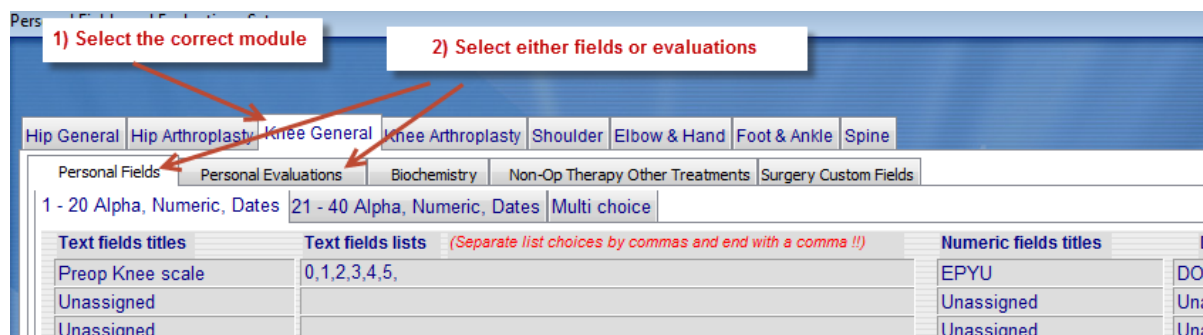 1) Select the correct module
2) Select either fields or evaluations
Hip General Hip Arthroplasty Knee General Knee Arthroplasty Shoulder Elbow & Hand Foot & Ankle Spine
Personal Fields Personal Evaluations Biochemistry Non-Op Therapy Other Treatments Surgery Custom Fields
1 - 20 Alpha, Numeric, Dates 21 - 40 Alpha, Numeric, Dates Multi choice
Text fields titles Text fields lists (Separate list choices by commas and end with a comma !!) Numeric fields titles
Preop Knee scale 0,1,2,3,4,5, EPYU DO
Unassigned Unassigned Una
Unassigned Unassigned Una